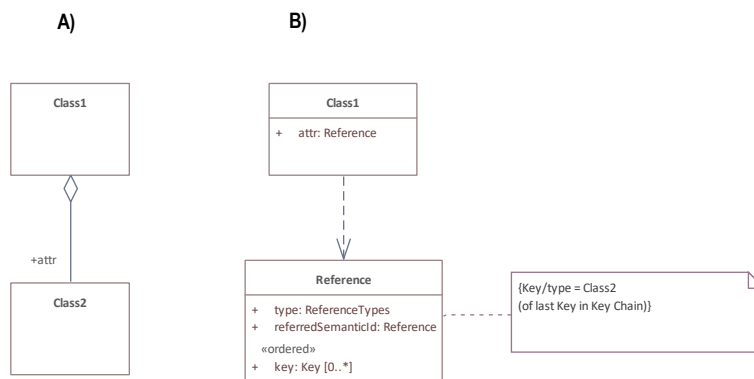 A)
B)
Class1
Class1
+ attr: Reference
+attr
Class2
Reference
+ type: ReferenceTypes
+ referredSemanticId: Reference
«ordered»
+ key: Key [0..*]
{Key/type = Class2
(of last Key in Key Chain)}